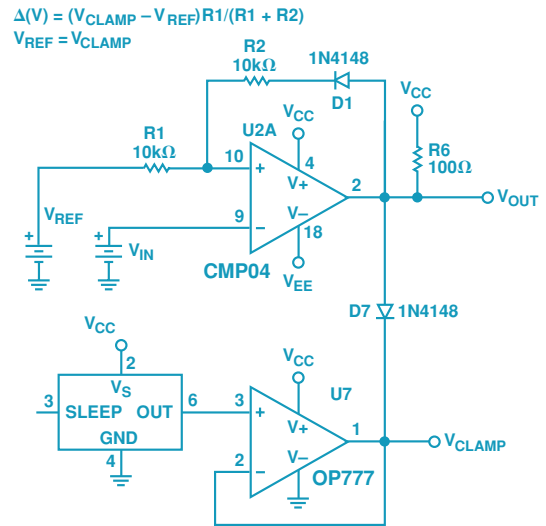 Δ(V) = (VCLAMP – VREF)R1/(R1 + R2)
VREF = VCLAMP
R2
10kΩ
1N4148
D1
VCC
R6
100Ω
R1
10kΩ
U2A
VCC
10
+
4
V+
2
VOUT
9
–
V–
18
VEE
CMP04
+
VREF
+
VIN
D7
1N4148
VCC
2
VS
3
SLEEP
OUT
6
GND
4
VCC
U7
3
+
V+
1
VCLAMP
2
–
V–
OP777